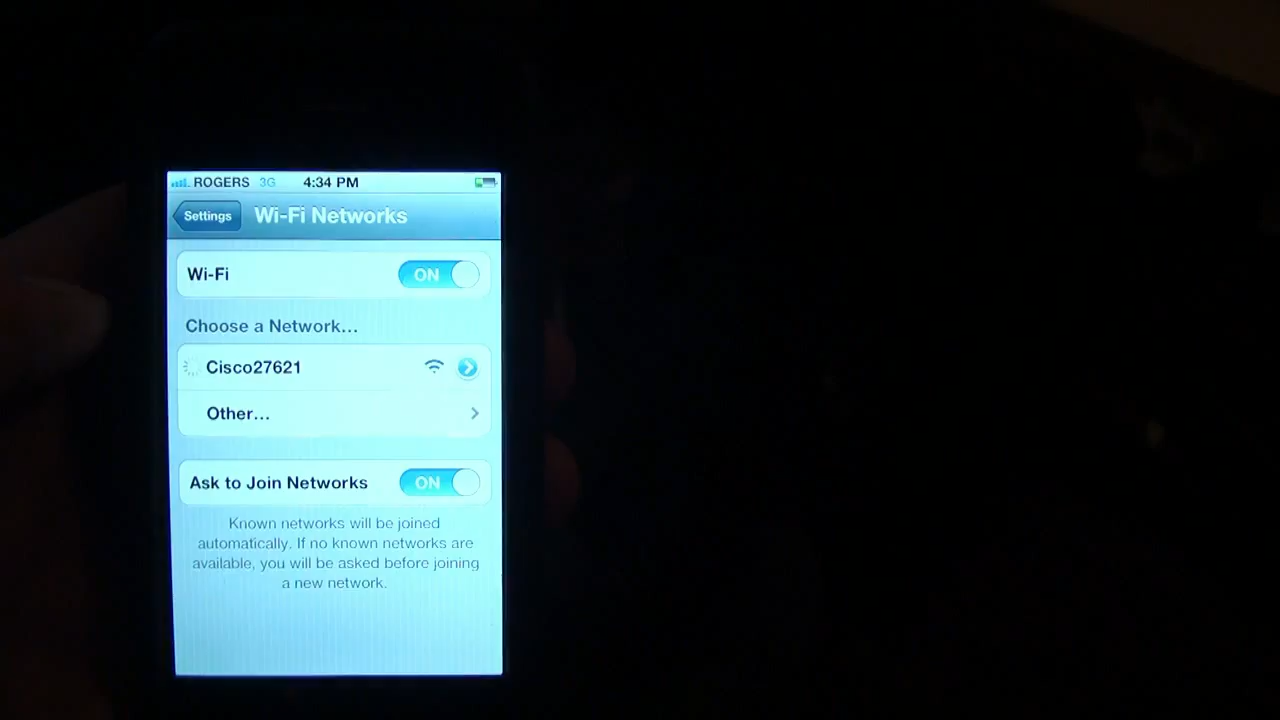 ROGERS 3G 4:34 PM
Settings Wi-Fi Networks
Wi-Fi ON
Choose a Network...
Cisco27621
Other...
Ask to Join Networks ON
Known networks will be joined
automatically. If no known networks are
available, you will be asked before joining
a new network.